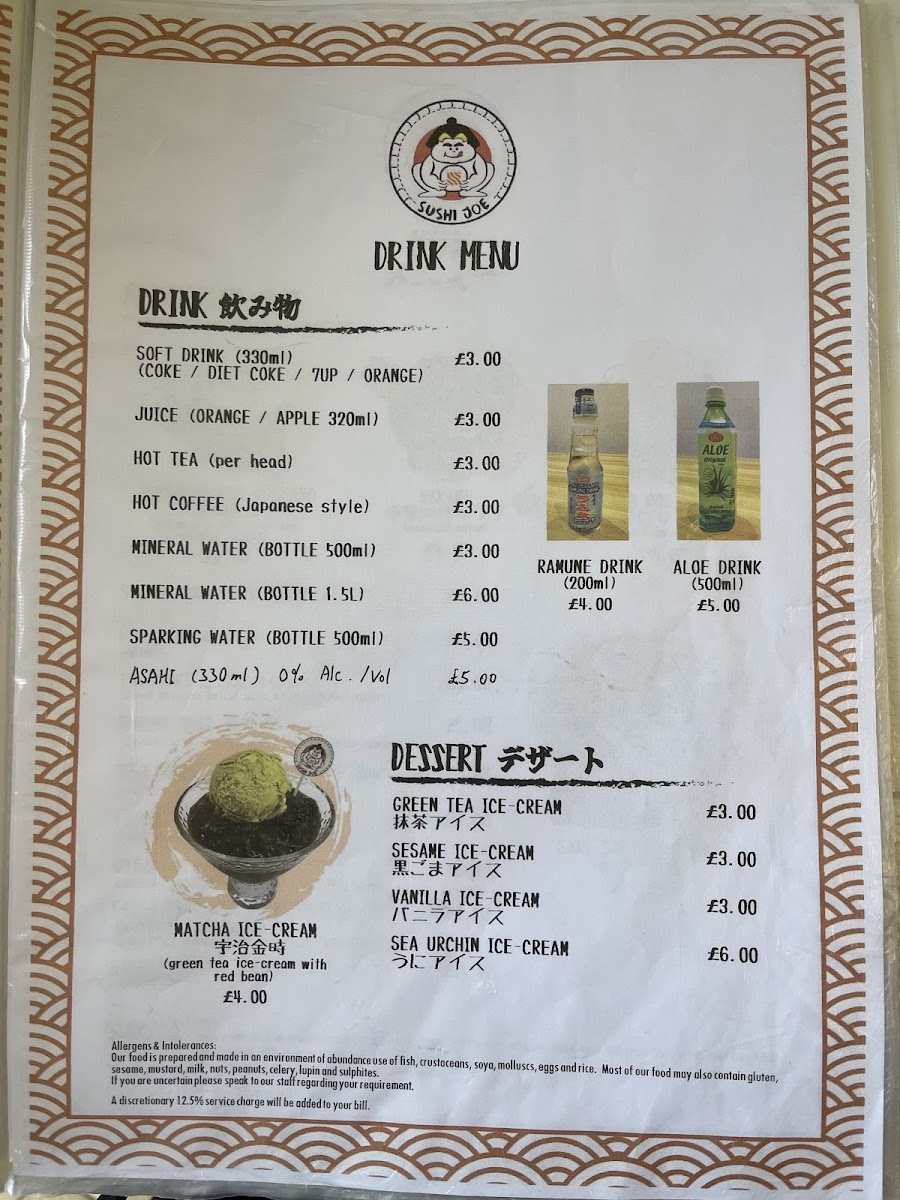 SUSHI JOE
DRINK MENU
DRINK 飲み物
SOFT DRINK (330ml) £3.00
(COKE / DIET COKE / 7UP / ORANGE)
JUICE (ORANGE / APPLE 320ml) £3.00
HOT TEA (per head) £3.00
HOT COFFEE (Japanese style) £3.00
MINERAL WATER (BOTTLE 500ml) £3.00
MINERAL WATER (BOTTLE 1.5L) £6.00
SPARKING WATER (BOTTLE 500ml) £5.00
ASAHI (330ml) 0% Alc./Vol £5.00
ALOE
Original
RAMUNE DRINK
(200ml)
£4.00
ALOE DRINK
(500ml)
£5.00
SUSHI JOE
MATCHA ICE-CREAM
宇治金時
(green tea ice-cream with
red bean)
£4.00
DESSERT デザート
GREEN TEA ICE-CREAM £3.00
抹茶アイス
SESAME ICE-CREAM £3.00
黒ごまアイス
VANILLA ICE-CREAM £3.00
バニラアイス
SEA URCHIN ICE-CREAM £6.00
うにアイス
Allergens & Intolerances:
Our food is prepared and made in an environment of abundance use of fish, crustaceans, soya, molluscs, eggs and rice. Most of our food may also contain gluten,
sesame, mustard, milk, nuts, peanuts, celery, lupin and sulphites.
If you are uncertain please speak to our staff regarding your requirement.
A discretionary 12.5% service charge will be added to your bill.